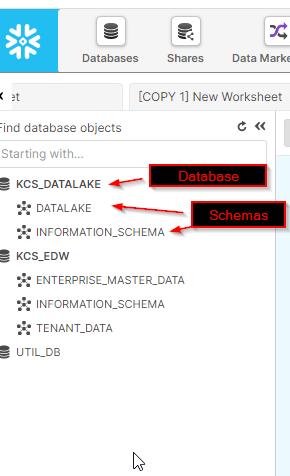 Databases
Shares
Data Marke
et
[COPY 1] New Worksheet
Find database objects
Starting with...
KCS_DATALAKE
Database
DATALAKE
Schemas
INFORMATION_SCHEMA
KCS_EDW
ENTERPRISE_MASTER_DATA
INFORMATION_SCHEMA
TENANT_DATA
UTIL_DB